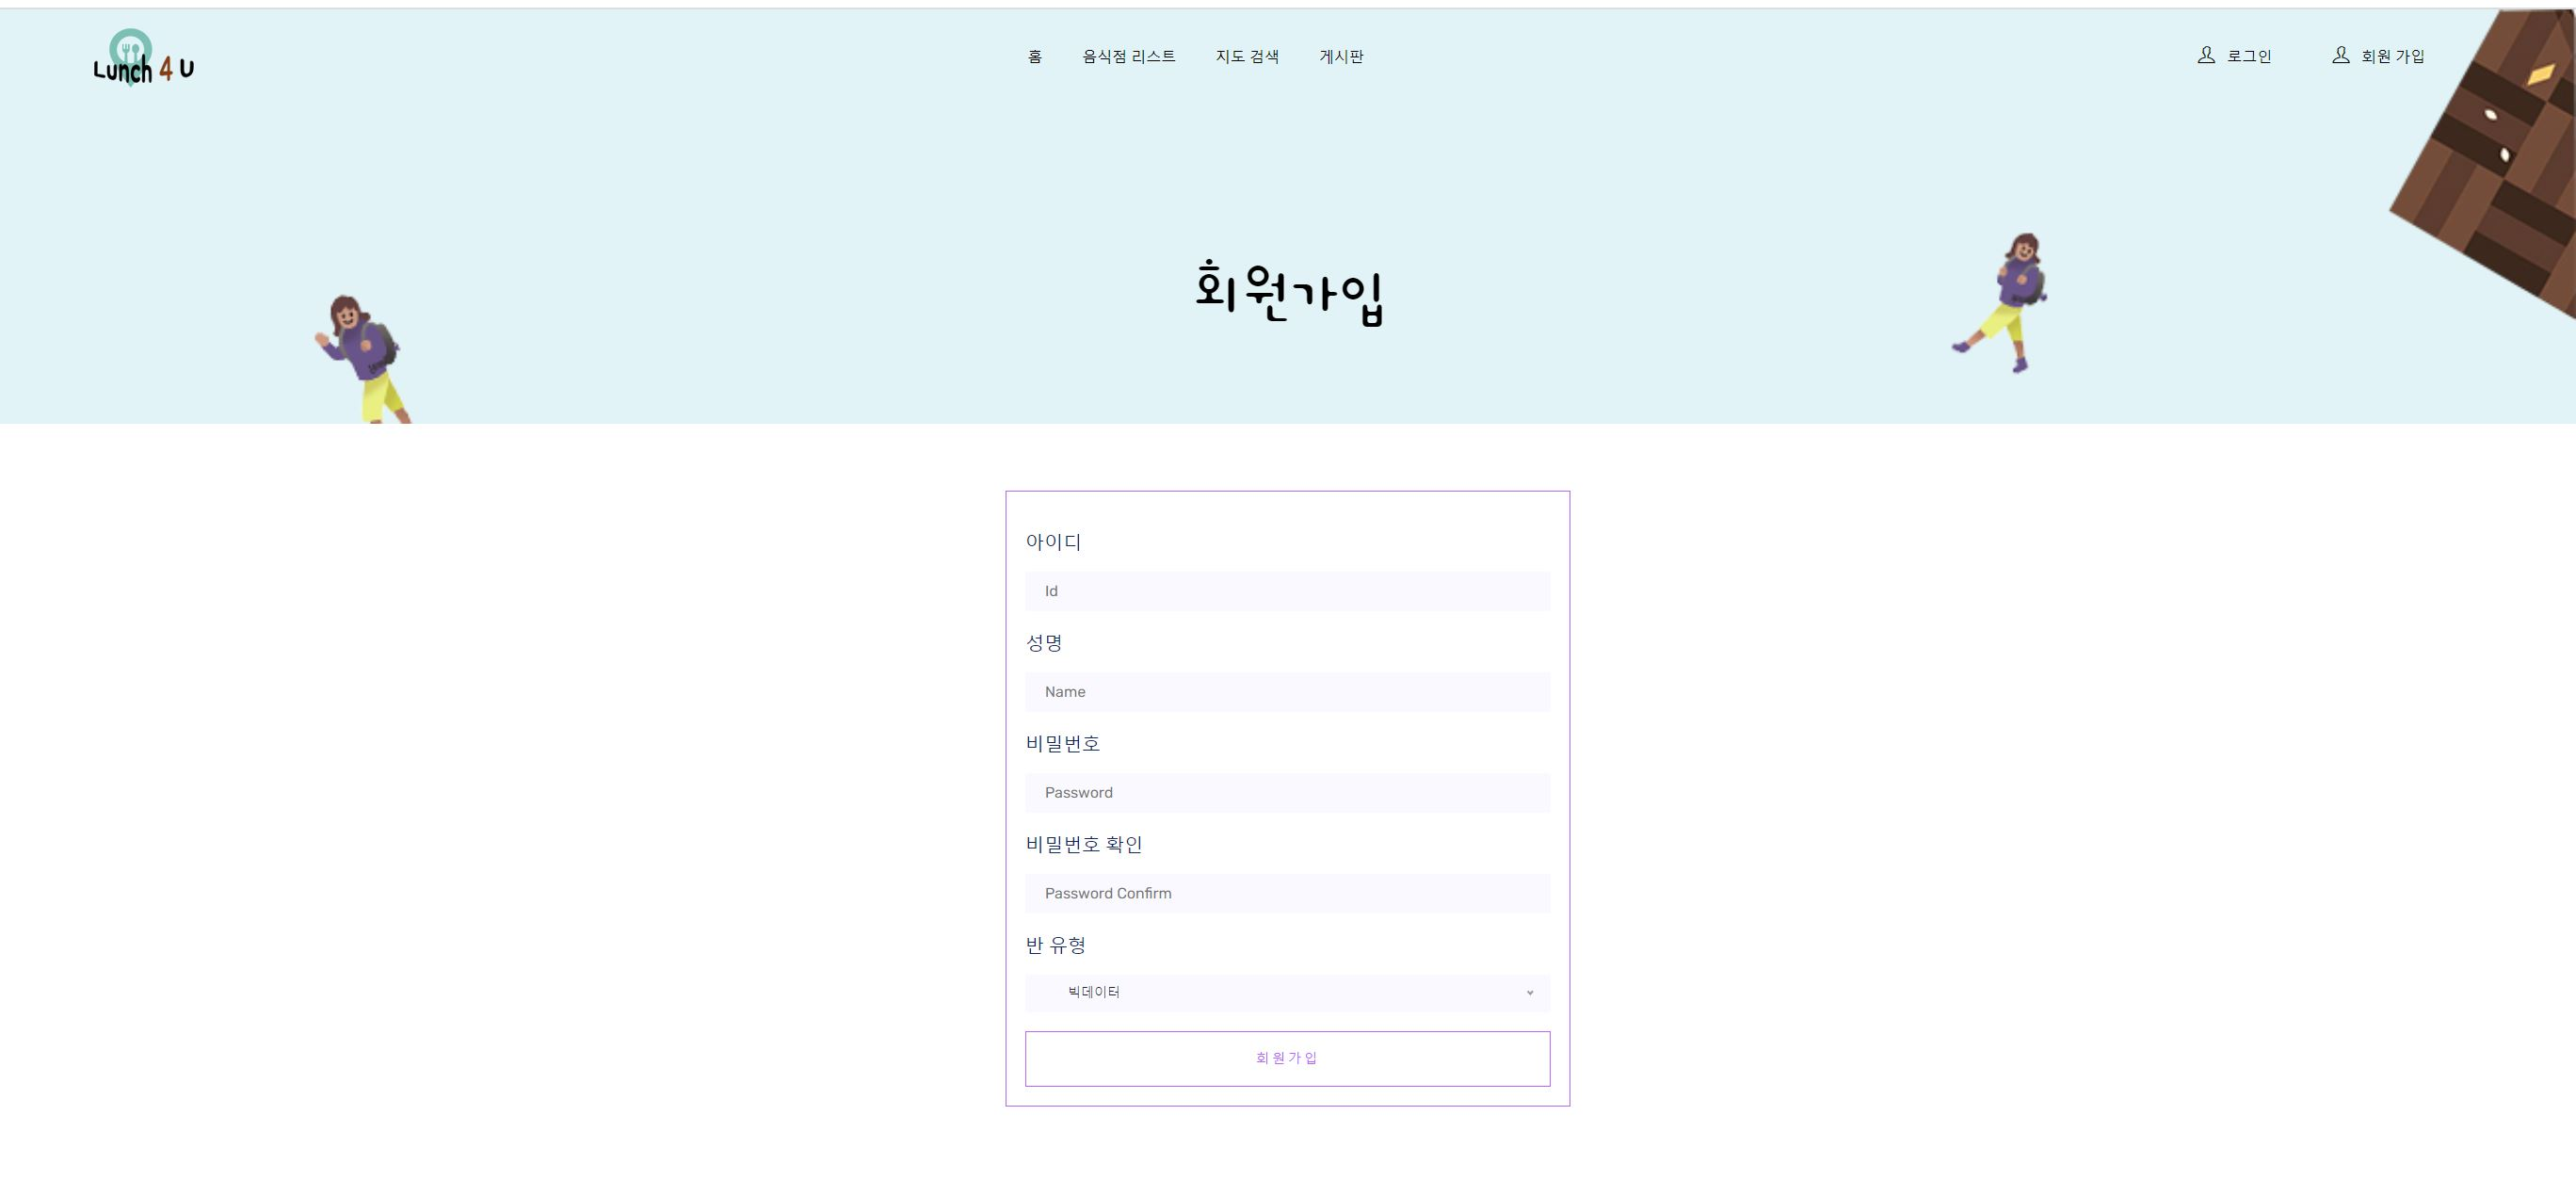 Lunch 4 U
홈 음식점 리스트 지도 검색 게시판
로그인 회원 가입
회원가입
아이디
Id
성명
Name
비밀번호
Password
비밀번호 확인
Password Confirm
반 유형
빅데이터
회원가입